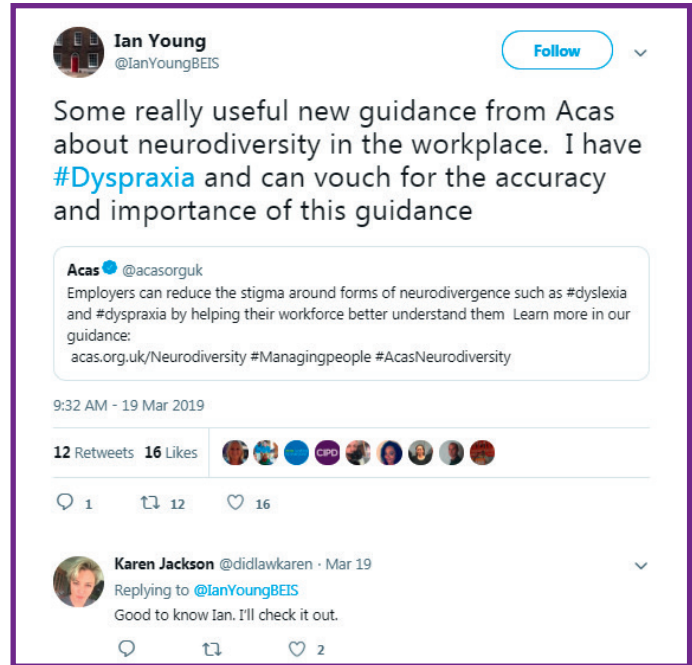 Ian Young
@IanYoungBEIS
Follow
Some really useful new guidance from Acas
about neurodiversity in the workplace. I have
#Dyspraxia and can vouch for the accuracy
and importance of this guidance
Acas @acasorguk
Employers can reduce the stigma around forms of neurodivergence such as #dyslexia
and #dyspraxia by helping their workforce better understand them Learn more in our
guidance:
acas.org.uk/Neurodiversity #Managingpeople #AcasNeurodiversity
9:32 AM - 19 Mar 2019
12 Retweets 16 Likes
CIPD
1 12 16
Karen Jackson @didlawkaren · Mar 19
Replying to @IanYoungBEIS
Good to know Ian. I'll check it out.
2